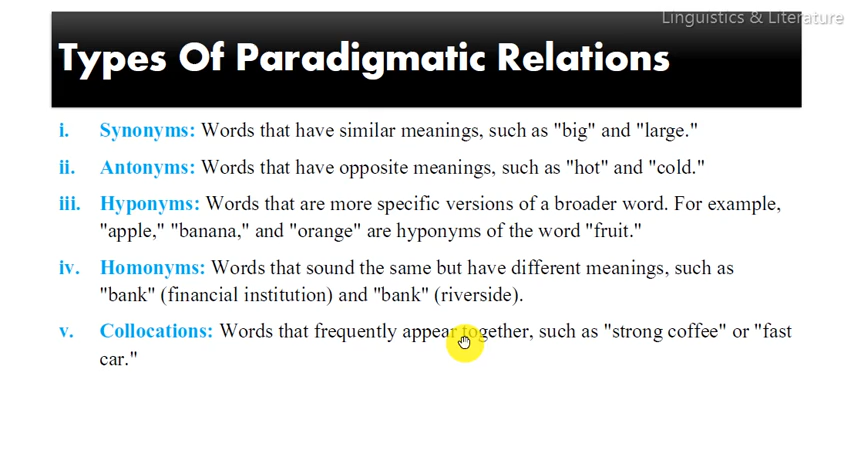 Linguistics & Literature
Types Of Paradigmatic Relations
i. Synonyms: Words that have similar meanings, such as "big" and "large."
ii. Antonyms: Words that have opposite meanings, such as "hot" and "cold."
iii. Hyponyms: Words that are more specific versions of a broader word. For example,
"apple," "banana," and "orange" are hyponyms of the word "fruit."
iv. Homonyms: Words that sound the same but have different meanings, such as
"bank" (financial institution) and "bank" (riverside).
v. Collocations: Words that frequently appear together, such as "strong coffee" or "fast
car."